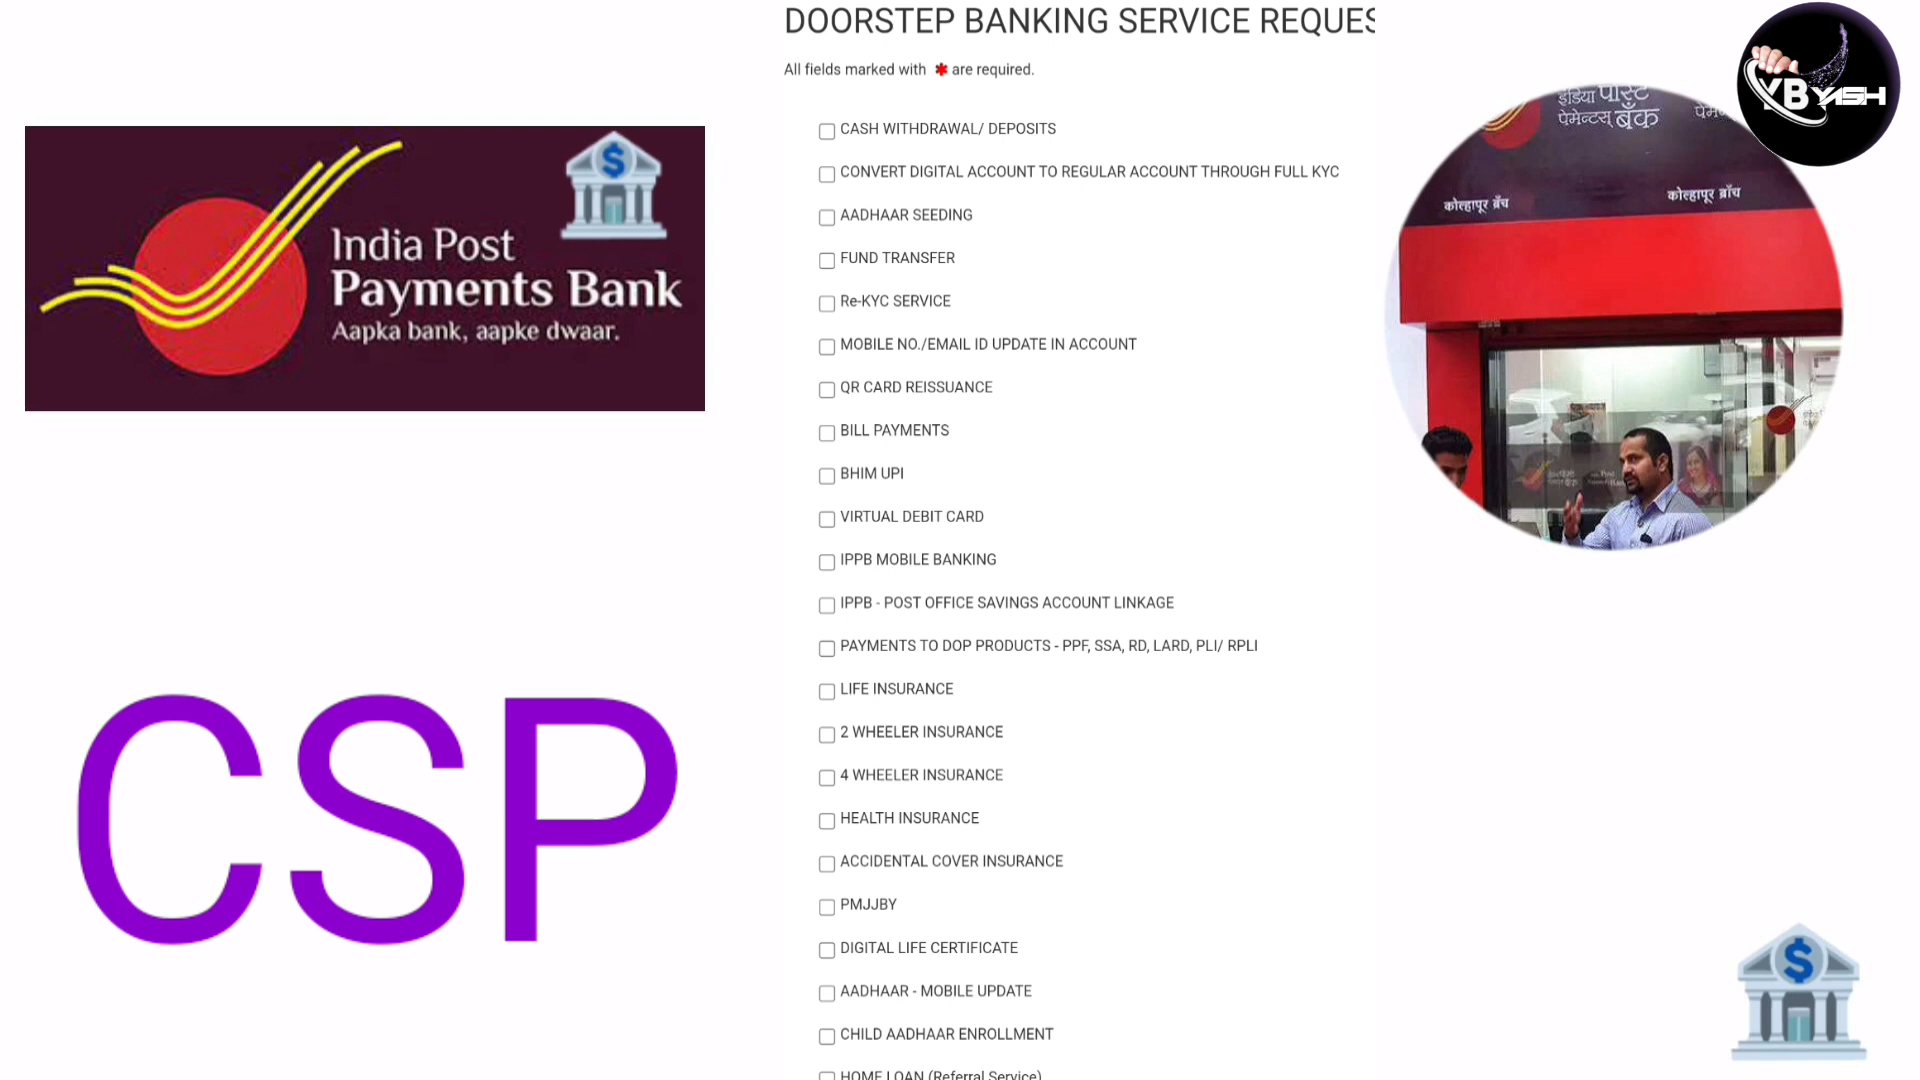 DOORSTEP BANKING SERVICE REQUES
All fields marked with * are required.
CASH WITHDRAWAL/ DEPOSITS
CONVERT DIGITAL ACCOUNT TO REGULAR ACCOUNT THROUGH FULL KYC
AADHAAR SEEDING
FUND TRANSFER
Re-KYC SERVICE
MOBILE NO./EMAIL ID UPDATE IN ACCOUNT
QR CARD REISSUANCE
BILL PAYMENTS
BHIM UPI
VIRTUAL DEBIT CARD
IPPB MOBILE BANKING
IPPB - POST OFFICE SAVINGS ACCOUNT LINKAGE
PAYMENTS TO DOP PRODUCTS - PPF, SSA, RD, LARD, PLI/ RPLI
LIFE INSURANCE
2 WHEELER INSURANCE
4 WHEELER INSURANCE
HEALTH INSURANCE
ACCIDENTAL COVER INSURANCE
PMJJBY
DIGITAL LIFE CERTIFICATE
AADHAAR - MOBILE UPDATE
CHILD AADHAAR ENROLLMENT
HOME LOAN (Referral Service)
India Post
Payments Bank
Aapka bank, aapke dwaar.
CSP
YB YASH
इंडिया पोस्ट
पेमेन्टस् बँक
कोल्हापूर ब्रँच
कोल्हापूर ब्रॉंच